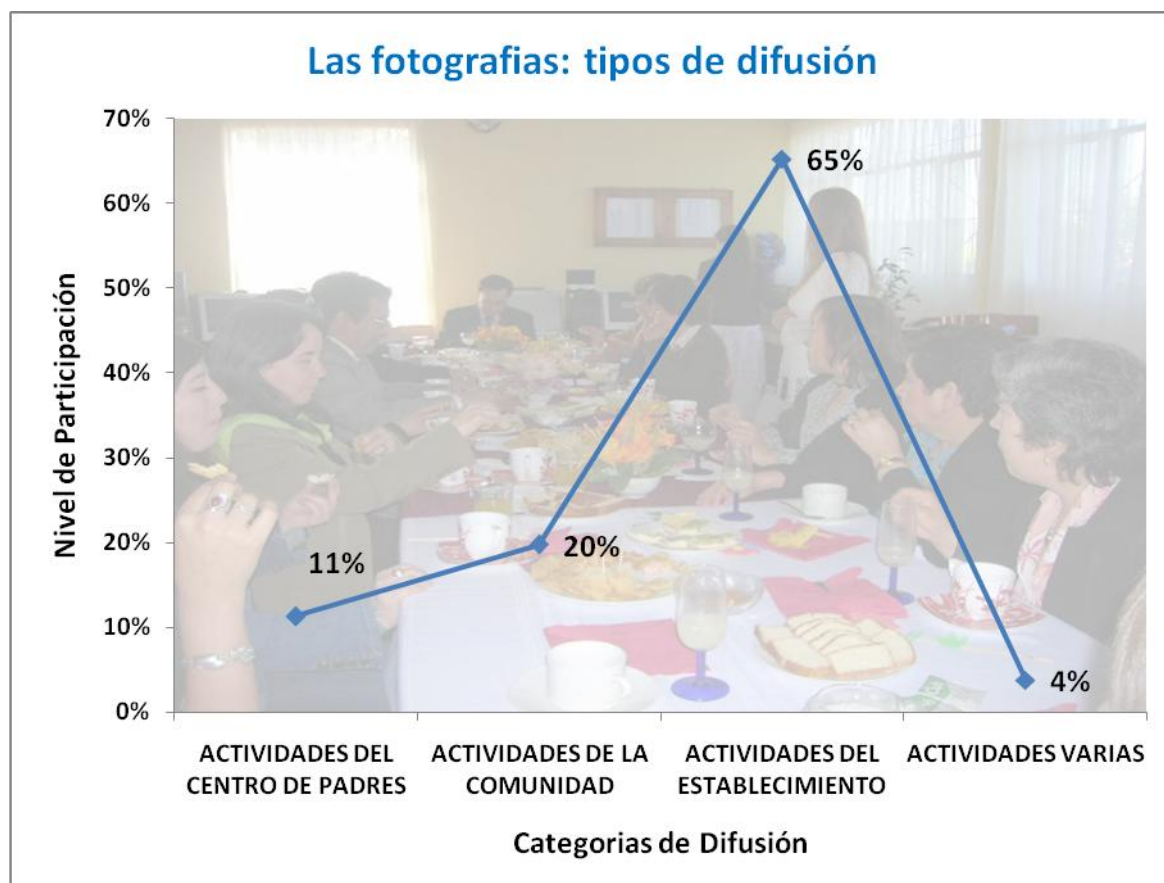 Las fotografias: tipos de difusión
70%
60%
50%
40%
30%
20%
10%
0%
Nivel de Participación
11%
20%
65%
4%
ACTIVIDADES DEL
CENTRO DE PADRES
ACTIVIDADES DE LA
COMUNIDAD
ACTIVIDADES DEL
ESTABLECIMIENTO
ACTIVIDADES VARIAS
Categorias de Difusión